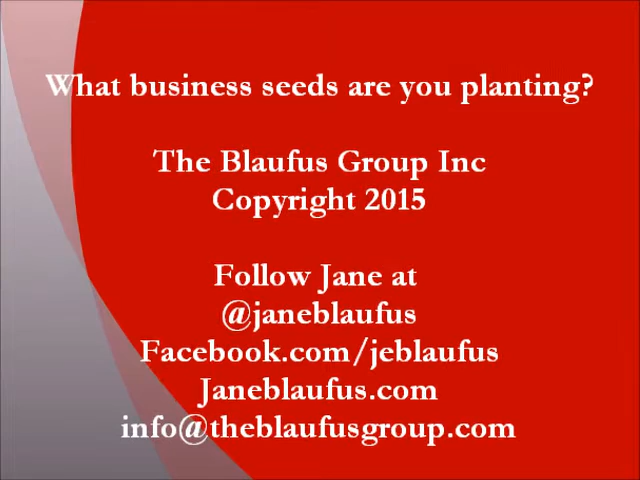 What business seeds are you planting?
The Blaufus Group Inc
Copyright 2015
Follow Jane at
@janeblaufus
Facebook.com/jeblaufus
Janeblaufus.com
info@theblaufusgroup.com